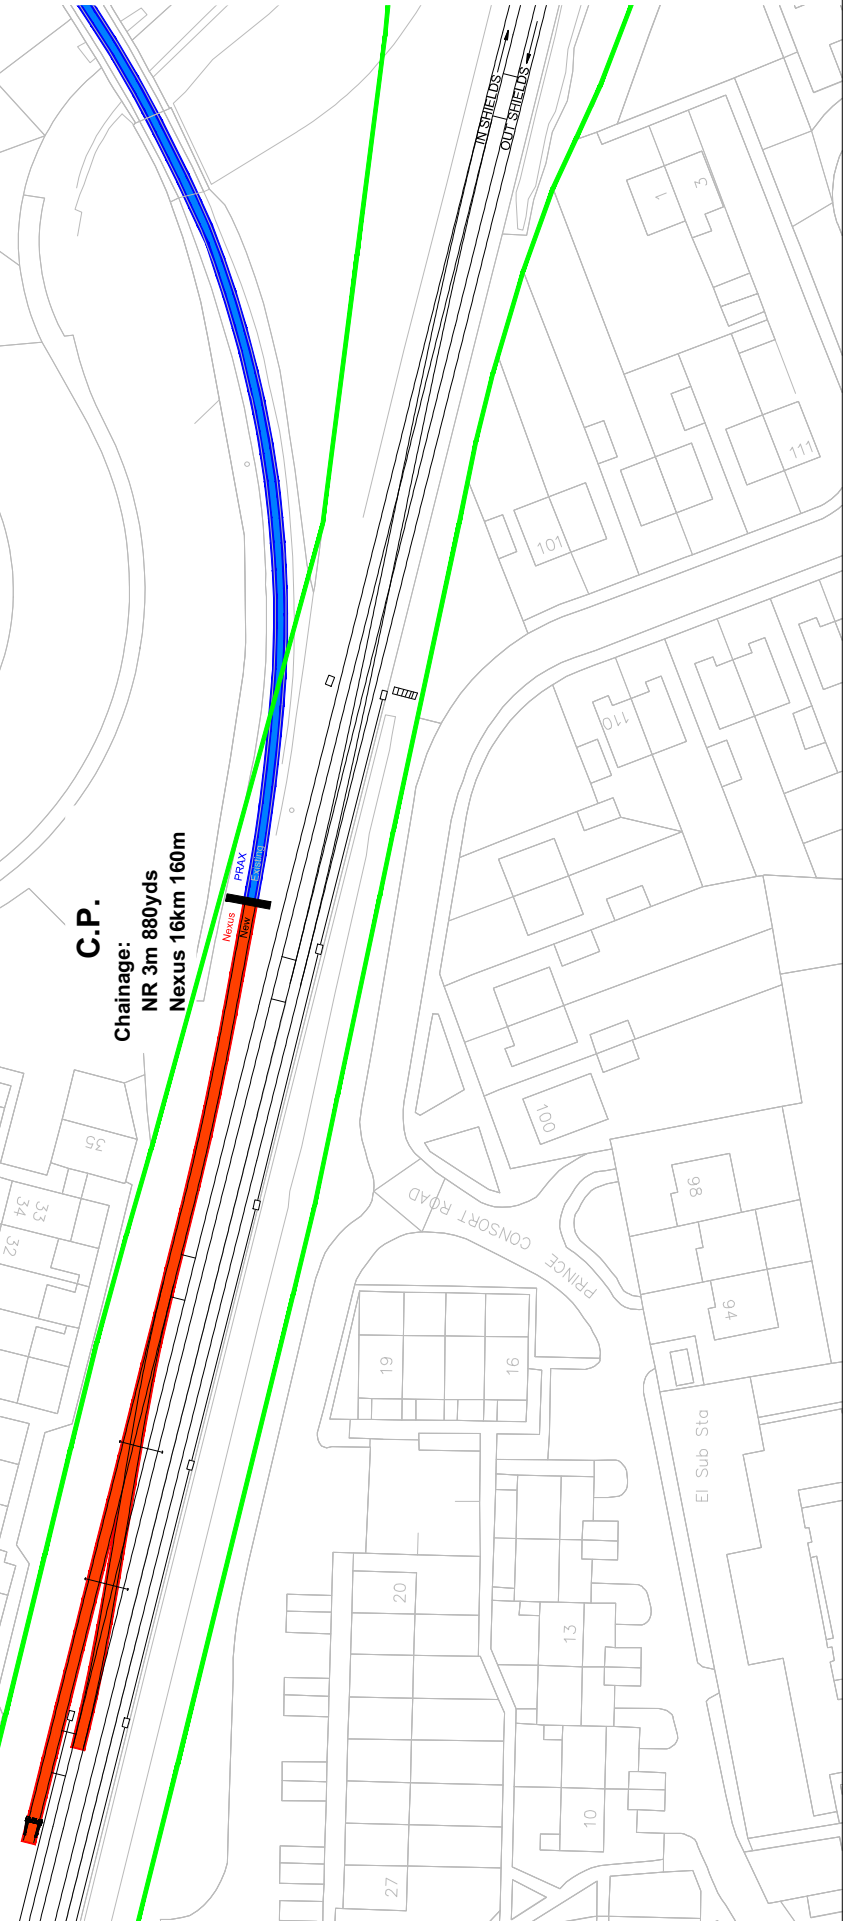 IN SHIELDS
OUT SHIELDS
1
3
111
101
110
PRAX
Existing
Nexus
New
C.P.
Chainage:
NR 3m 880yds
Nexus 16km 160m
35
33
34
32
100
98
94
PRINCE CONSORT ROAD
19
16
El Sub Sta
20
13
10
27